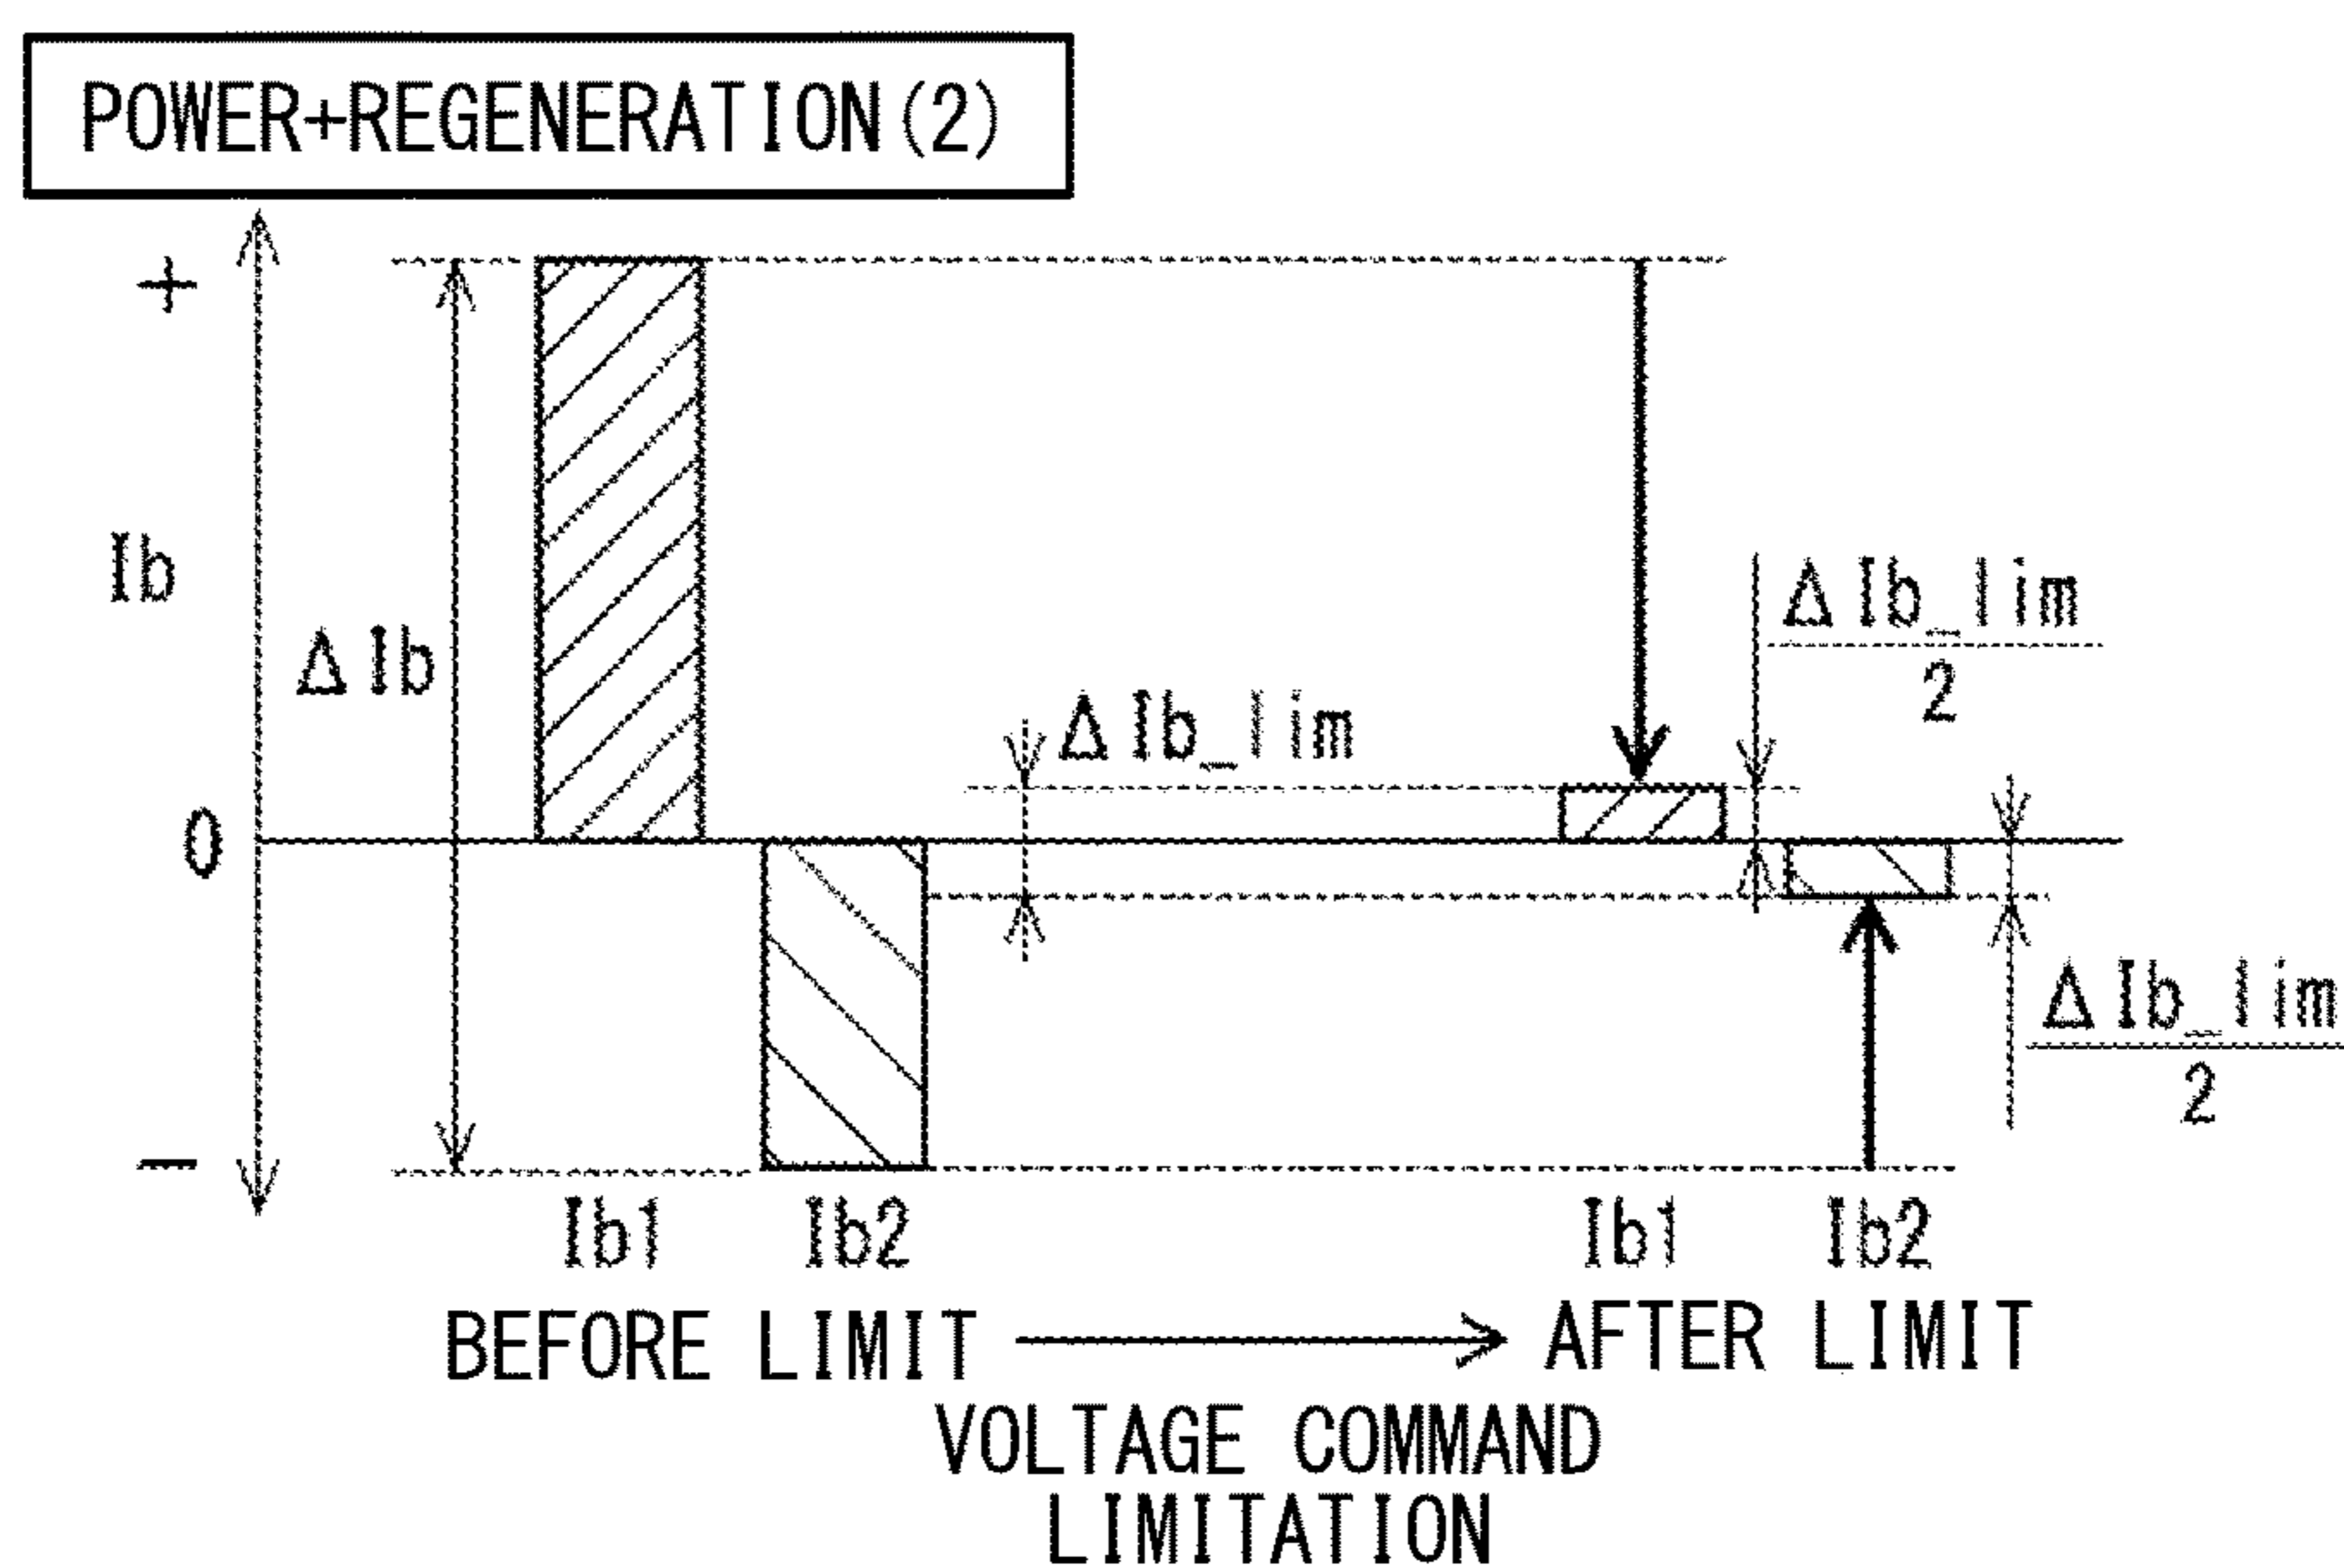 POWER+REGENERATION(2)
+
Ib
ΔIb
ΔIb_lim
ΔIb_lim
2
0
ΔIb_lim
2
−
Ib1 Ib2 Ib1 Ib2
BEFORE LIMIT AFTER LIMIT
VOLTAGE COMMAND
LIMITATION